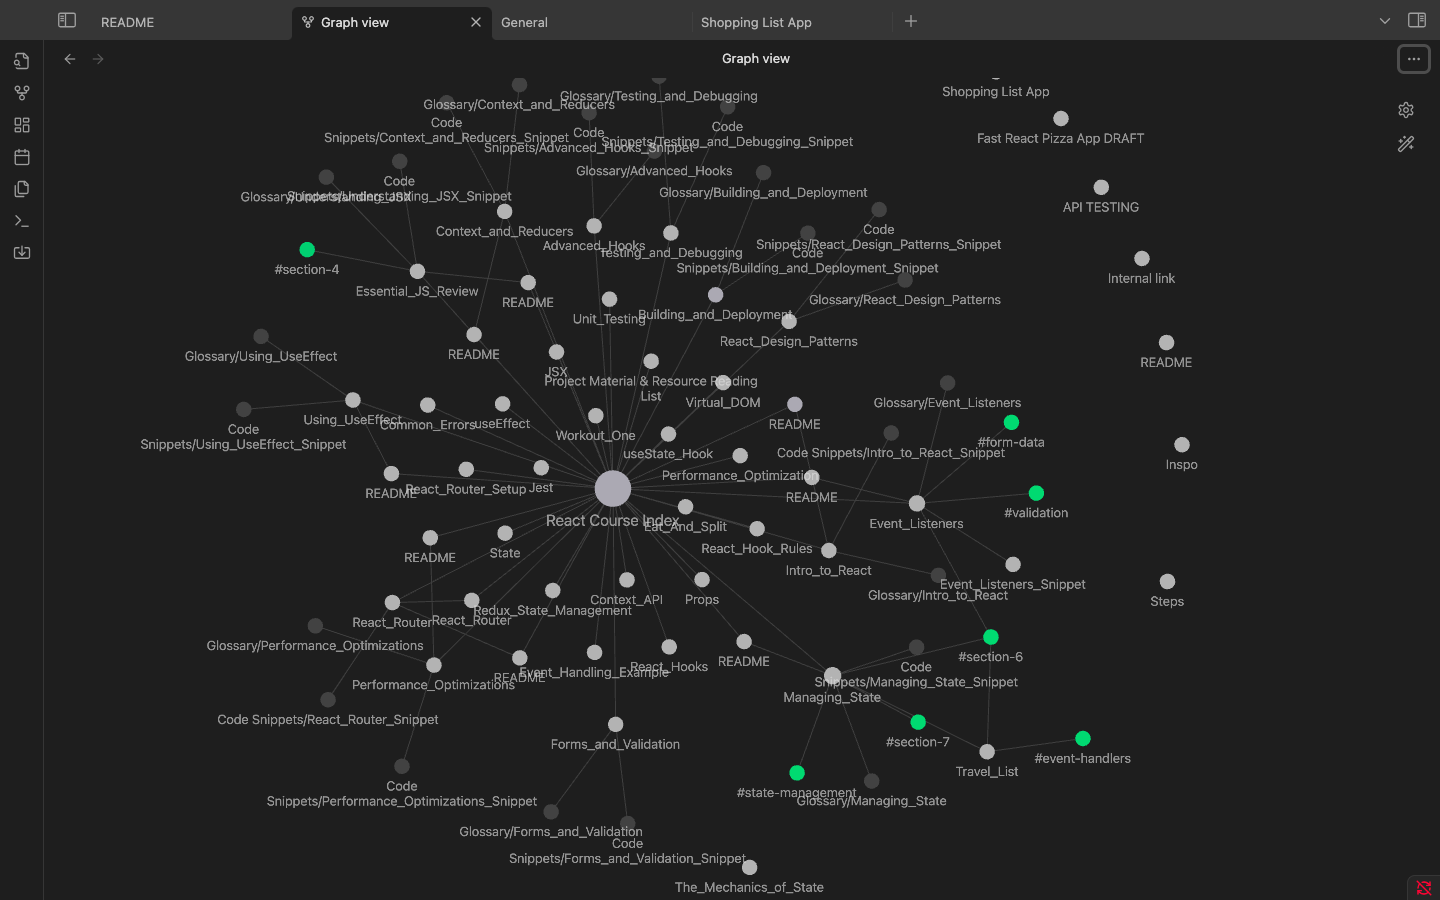 README
Graph view
General
Shopping List App
Graph view
Shopping List App
Glossary/Testing_and_Debugging
Glossary/Context_and_Reducers
Code
Snippets/Context_and_Reducers_Snippet
Code
Snippets/Advanced_Hooks_Snippet
Code
Snippets/Testing_and_Debugging_Snippet
Fast React Pizza App DRAFT
Glossary/Advanced_Hooks
Code
Snippets/Understanding_JSX_Snippet
Glossary/Understanding_JSX
Glossary/Building_and_Deployment
API TESTING
Context_and_Reducers
Code
Snippets/React_Design_Patterns_Snippet
Advanced_Hooks
Testing_and_Debugging
Code
Snippets/Building_and_Deployment_Snippet
#section-4
Internal link
Essential_JS_Review
README
Glossary/React_Design_Patterns
Unit_Testing
Building_and_Deployment
React_Design_Patterns
README
Glossary/Using_UseEffect
README
JSX
Project Material & Resource Reading
List
Virtual_DOM
Glossary/Event_Listeners
Using_UseEffect
Common_Errors
useEffect
README
Code
Snippets/Using_UseEffect_Snippet
Workout_One
#form-data
useState_Hook
Code Snippets/Intro_to_React_Snippet
Inspo
Performance_Optimization
README
React_Router_Setup
Jest
README
#validation
React Course Index
Eat_And_Split
Event_Listeners
README
State
React_Hook_Rules
Intro_to_React
Event_Listeners_Snippet
Glossary/Intro_to_React
Context_API
Props
Steps
React_Router
React_Router
Redux_State_Management
Glossary/Performance_Optimizations
README
Event_Handling_Example
React_Hooks
README
#section-6
Code
Snippets/Managing_State_Snippet
Performance_Optimizations
Managing_State
Code Snippets/React_Router_Snippet
Forms_and_Validation
#section-7
Travel_List
#event-handlers
Code
Snippets/Performance_Optimizations_Snippet
#state-management
Glossary/Managing_State
Glossary/Forms_and_Validation
Code
Snippets/Forms_and_Validation_Snippet
The_Mechanics_of_State